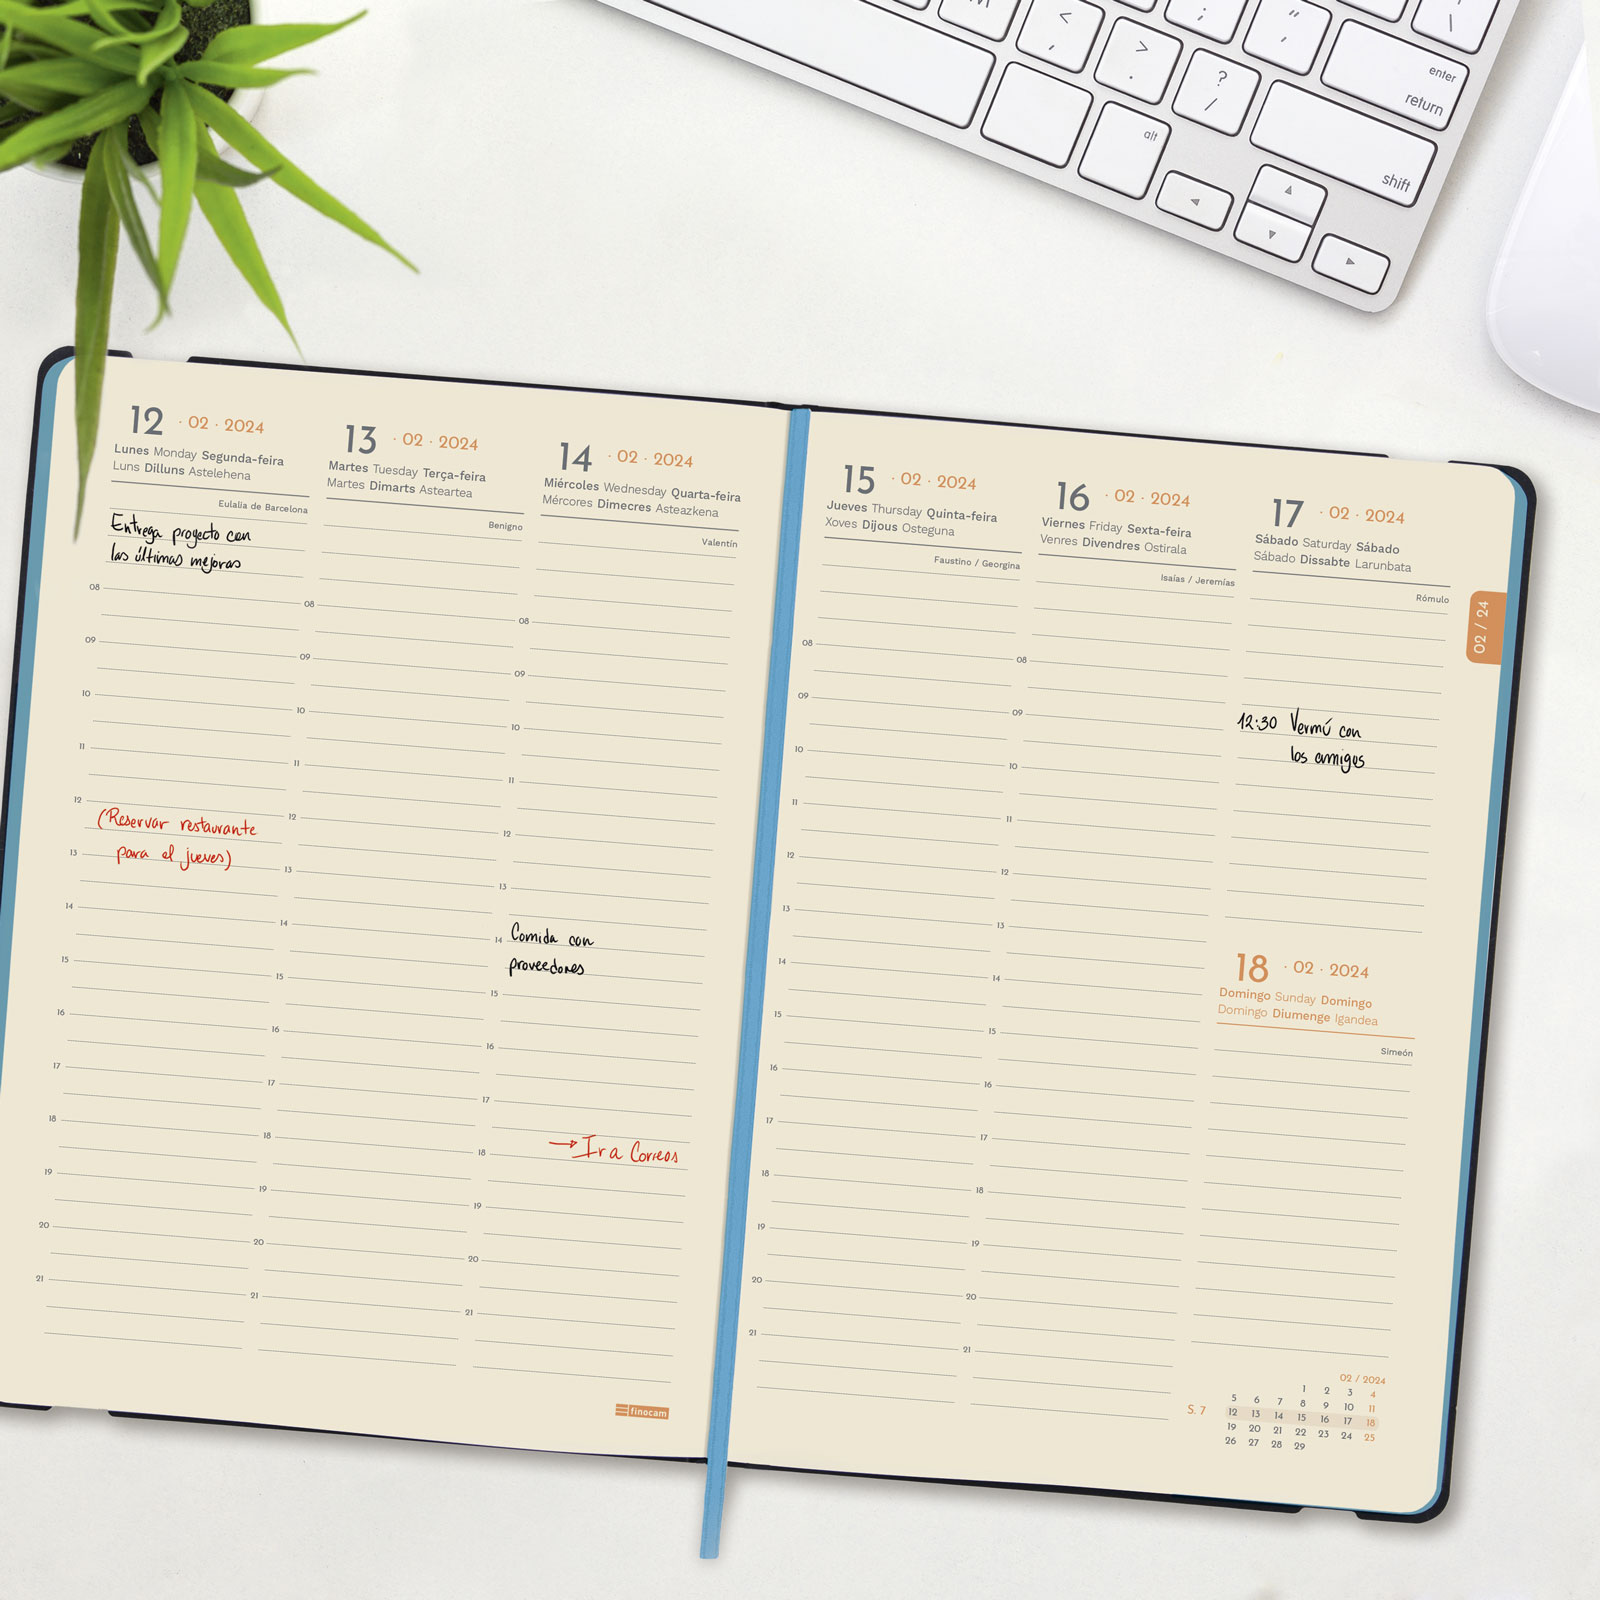 M
<
,
>
.
?
/
:
;
"
,
\
enter
return
alt
shift
12 · 02 · 2024
Lunes Monday Segunda-feira
Luns Dilluns Astelehena
Eulalia de Barcelona
Entrega proyecto con
las últimas mejoras
08
09
10
11
12
(Reservar restaurante
para el jueves)
13
14
15
16
17
18
19
20
21
13 · 02 · 2024
Martes Tuesday Terça-feira
Martes Dimarts Asteartea
Benigno
08
09
10
11
12
13
14
15
16
17
18
19
20
21
14 · 02 · 2024
Miércoles Wednesday Quarta-feira
Mércores Dimecres Asteazkena
Valentín
08
09
10
11
12
13
14 Comida con
proveedores
15
16
17
18 → Ir a Correos
19
20
21
finocam
15 · 02 · 2024
Jueves Thursday Quinta-feira
Xoves Dijous Osteguna
Faustino / Georgina
08
09
10
11
12
13
14
15
16
17
18
19
20
21
16 · 02 · 2024
Viernes Friday Sexta-feira
Venres Divendres Ostirala
Isaías / Jeremías
08
09
10
11
12
13
14
15
16
17
18
19
20
21
17 · 02 · 2024
Sábado Saturday Sábado
Sábado Dissabte Larunbata
Rómulo
12:30 Vermú con
los amigos
18 · 02 · 2024
Domingo Sunday Domingo
Domingo Diumenge Igandea
Simeón
02 / 24
02 / 2024
1 2 3 4
5 6 7 8 9 10 11
S. 7 12 13 14 15 16 17 18
19 20 21 22 23 24 25
26 27 28 29